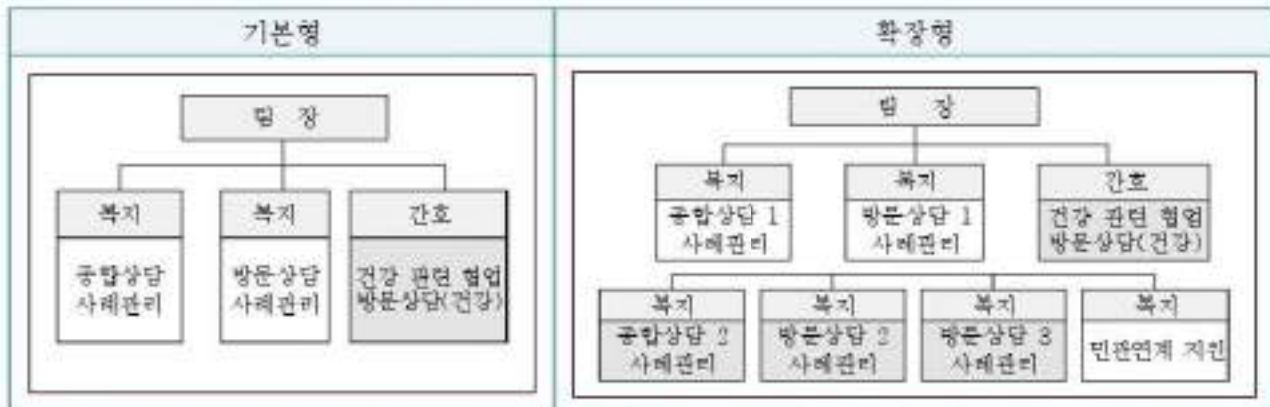 기본형
확장형
팀 장
복지
복지
간호
종합상담
사례관리
방문상담
사례관리
건강 관련 협업
방문상담(건강)
팀 장
복지
복지
간호
종합상담 1
사례관리
방문상담 1
사례관리
건강 관련 협업
방문상담(건강)
복지
복지
복지
복지
종합상담 2
사례관리
방문상담 2
사례관리
방문상담 3
사례관리
민관연계 지원